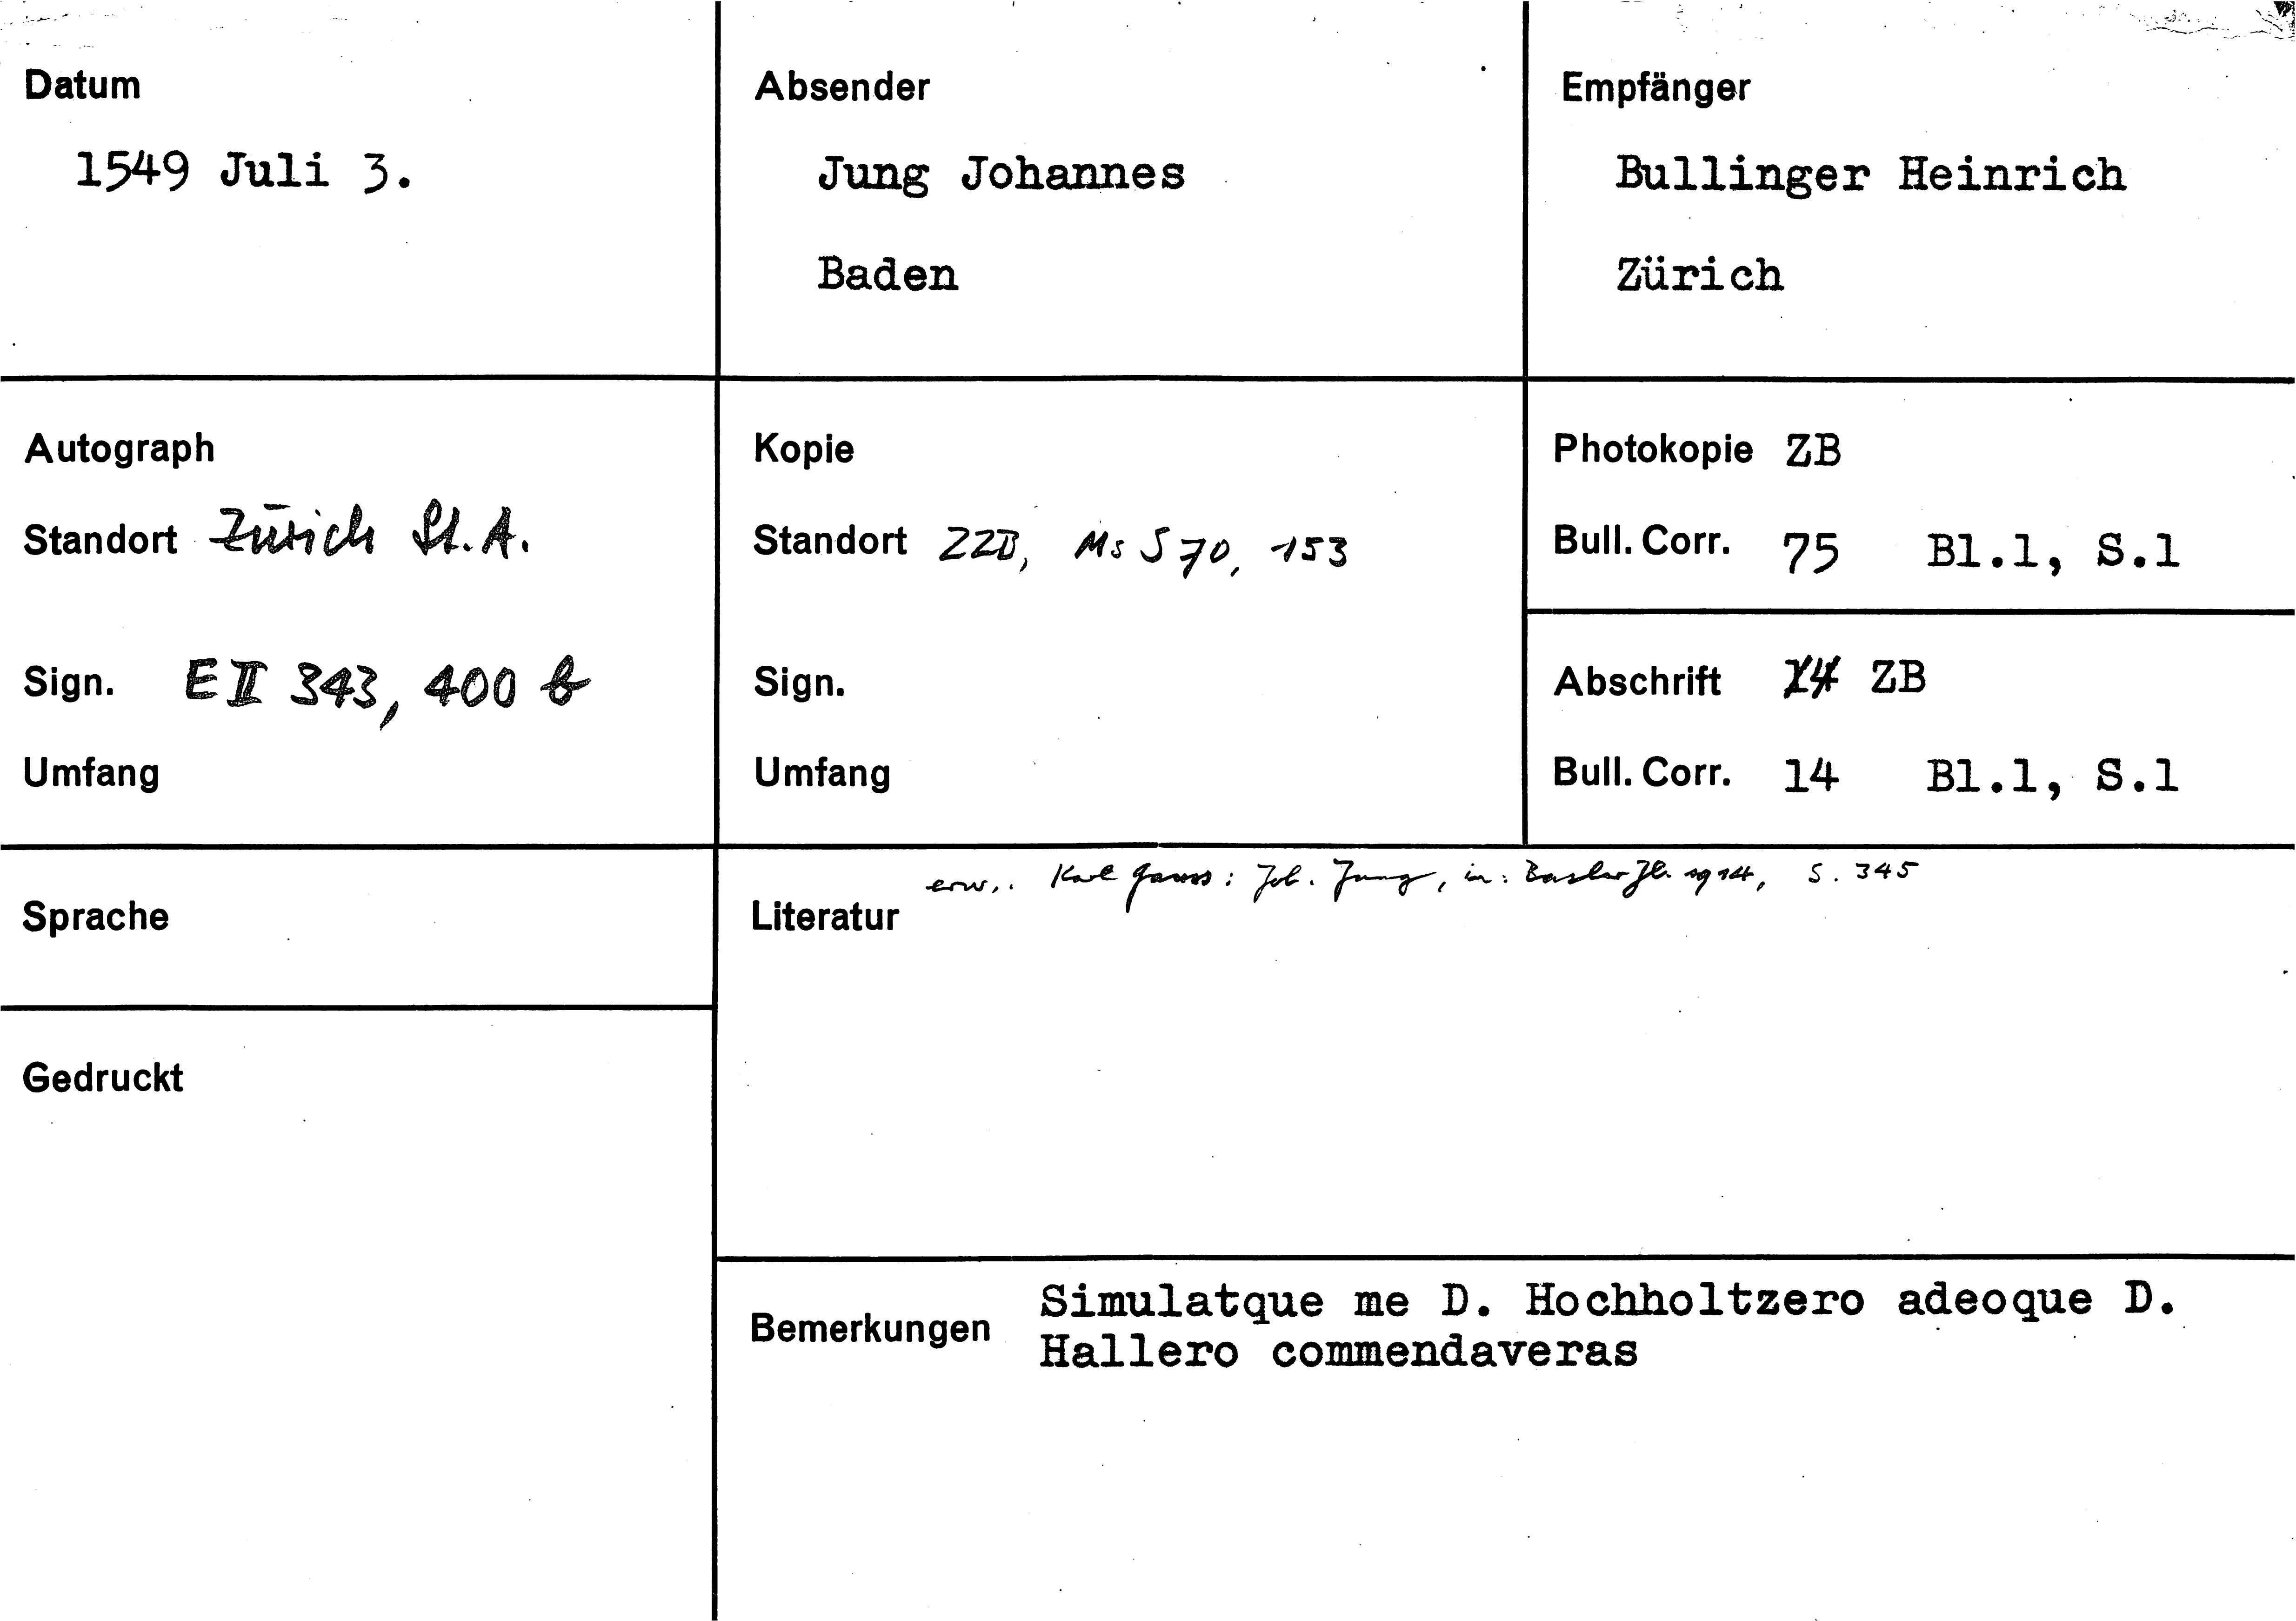 Datum
1549 Juli 3.
Absender
Jung Johannes
Baden
Empfänger
Bullinger Heinrich
Zürich
Autograph
Standort Zürich St.A.
Sign. E II 343, 400 b
Umfang
Kopie
Standort ZZB, Ms S 70, 153
Sign.
Umfang
Photokopie ZB
Bull. Corr. 75 Bl.1, S.1
Abschrift ZB
Bull. Corr. 14 Bl.1, S.1
Sprache
Gedruckt
erw.. Karl Gauss: Joh. Jung, in: Basler Jb. 1914, S. 345
Literatur
Bemerkungen Simulatque me D. Hochholtzero adeoque D.
Hallero commendaveras